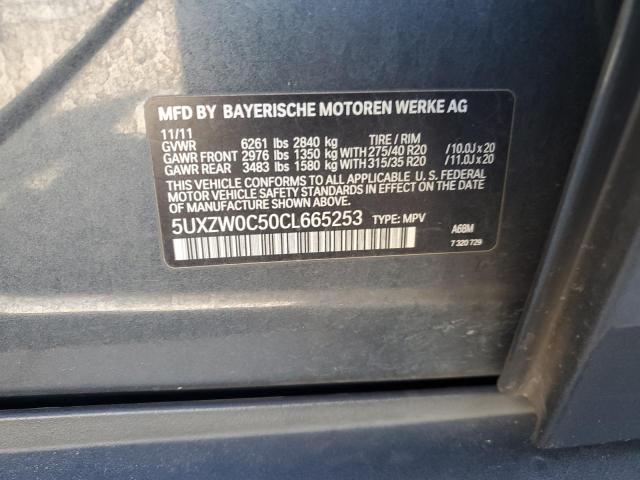 MFD BY BAYERISCHE MOTOREN WERKE AG
11/11
GVWR 6261 lbs 2840 kg TIRE / RIM
GAWR FRONT 2976 lbs 1350 kg WITH 275/40 R20 /10.0J x 20
GAWR REAR 3483 lbs 1580 kg WITH 315/35 R20 /11.0J x 20
THIS VEHICLE CONFORMS TO ALL APPLICABLE U. S. FEDERAL
MOTOR VEHICLE SAFETY STANDARDS IN EFFECT ON THE DATE
OF MANUFACTURE SHOWN ABOVE.
5UXZW0C50CL665253 TYPE: MPV
A68M
7 320 729